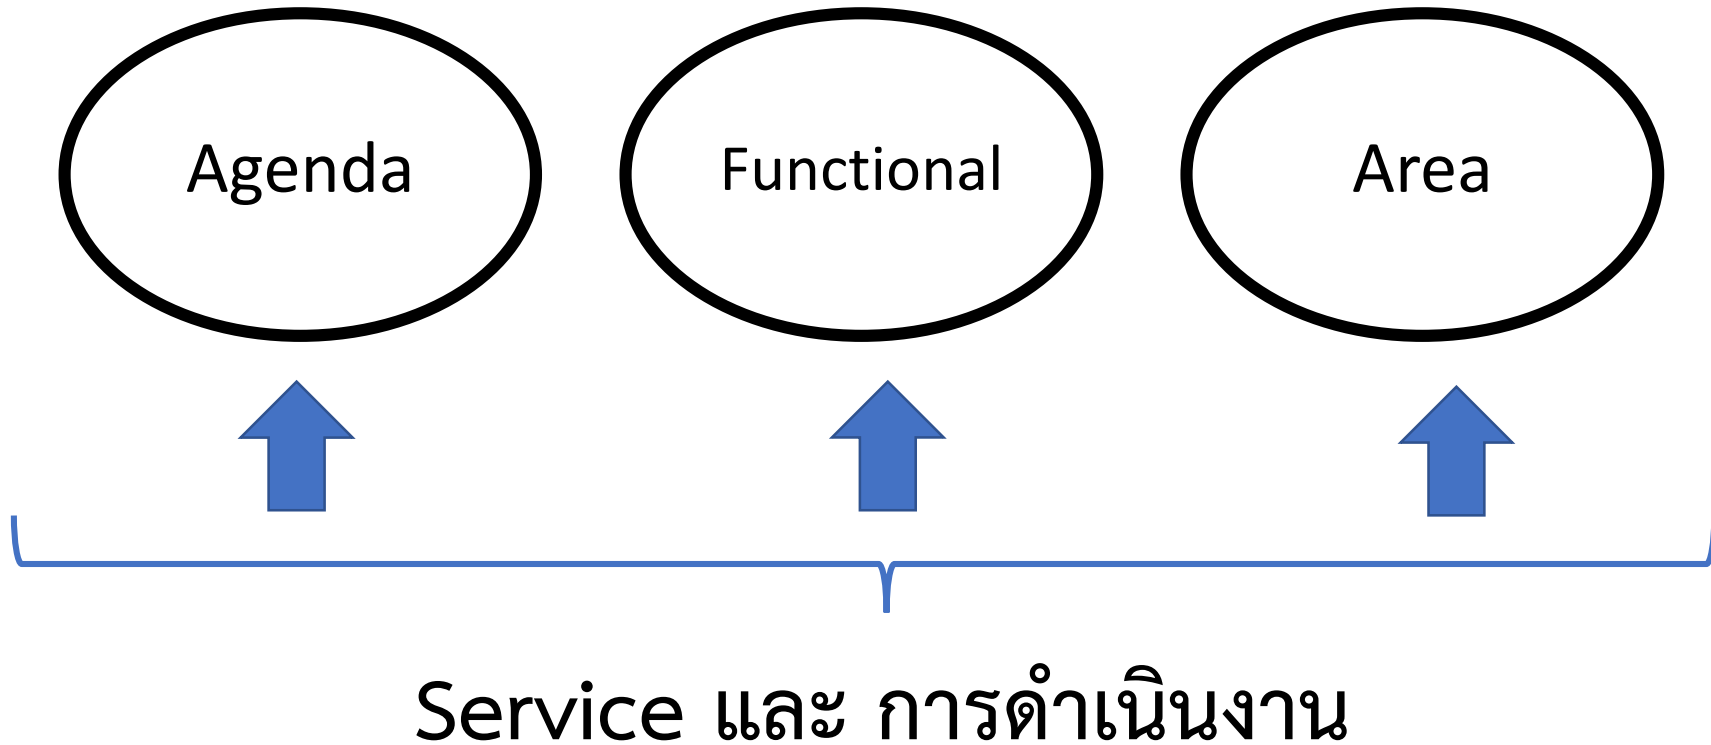 Agenda
Functional
Area
Service และ การดำเนินงาน